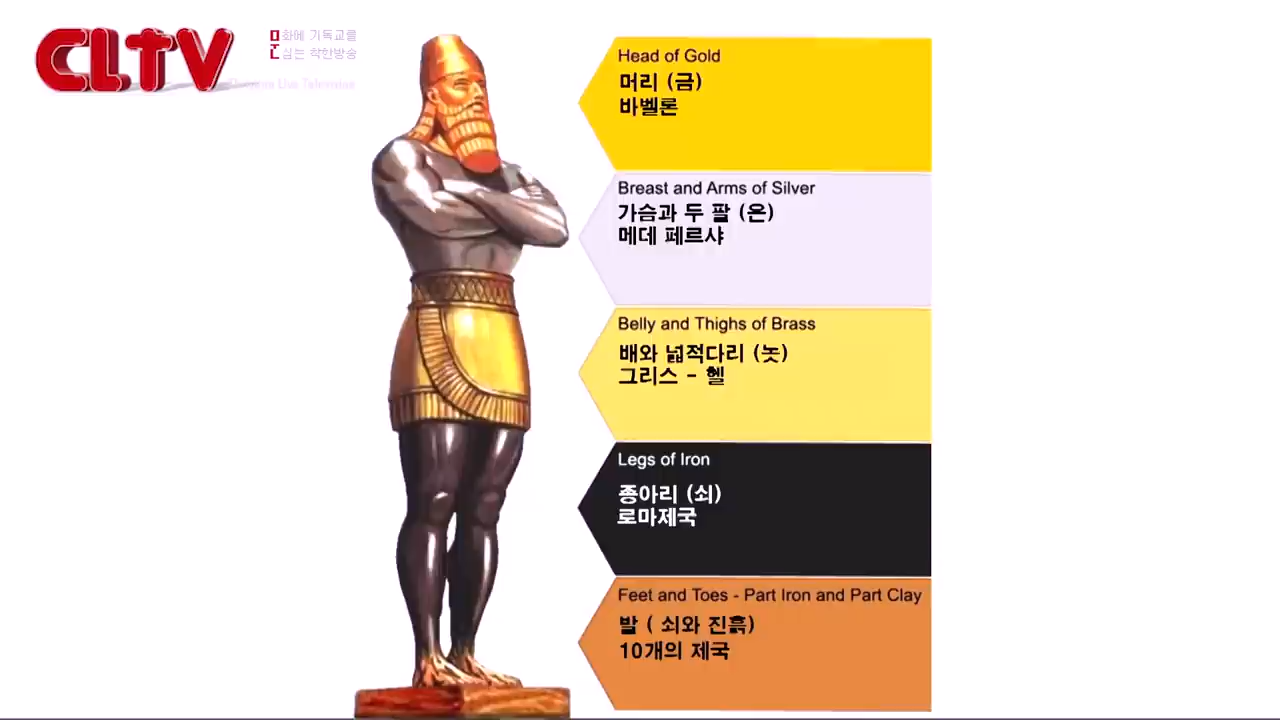 CLTV
문화에 기독교를
심는 착한방송
Live Television
Head of Gold
머리 (금)
바벨론
Breast and Arms of Silver
가슴과 두 팔 (은)
메데 페르샤
Belly and Thighs of Brass
배와 넓적다리 (놋)
그리스 - 헬
Legs of Iron
종아리 (쇠)
로마제국
Feet and Toes - Part Iron and Part Clay
발 ( 쇠와 진흙)
10개의 제국